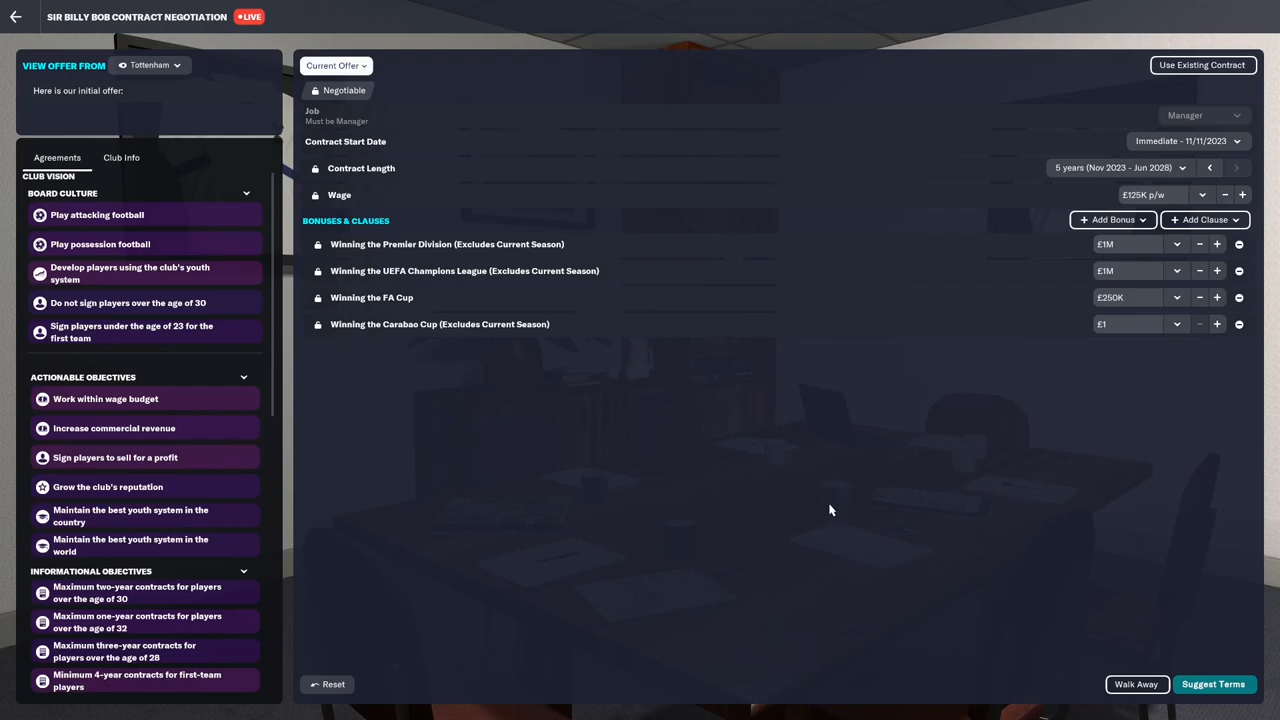 SIR BILLY BOB CONTRACT NEGOTIATION
LIVE
VIEW OFFER FROM
Tottenham
Here is our initial offer:
Agreements
Club Info
CLUB VISION
BOARD CULTURE
Play attacking football
Play possession football
Develop players using the club's youth
system
Do not sign players over the age of 30
Sign players under the age of 23 for the
first team
ACTIONABLE OBJECTIVES
Work within wage budget
Increase commercial revenue
Sign players to sell for a profit
Grow the club's reputation
Maintain the best youth system in the
country
Maintain the best youth system in the
world
INFORMATIONAL OBJECTIVES
Maximum two-year contracts for players
over the age of 30
Maximum one-year contracts for players
over the age of 32
Maximum three-year contracts for
players over the age of 28
Minimum 4-year contracts for first-team
players
Current Offer
Use Existing Contract
Negotiable
Job
Must be Manager
Manager
Contract Start Date
Immediate - 11/11/2023
Contract Length
5 years (Nov 2023 - Jun 2028)
Wage
£125K p/w
BONUSES & CLAUSES
Add Bonus
Add Clause
Winning the Premier Division (Excludes Current Season)
£1M
Winning the UEFA Champions League (Excludes Current Season)
£1M
Winning the FA Cup
£250K
Winning the Carabao Cup (Excludes Current Season)
£1
Reset
Walk Away
Suggest Terms